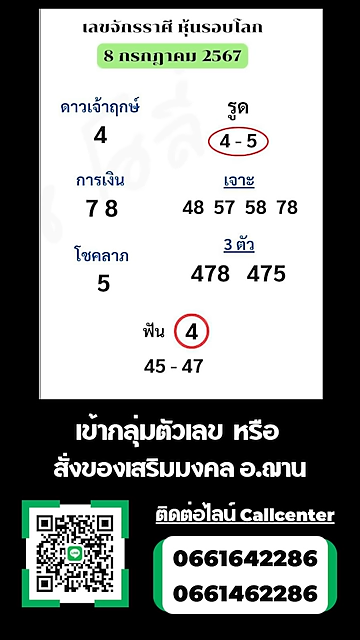 เลขจักรราศี หุ้นรอบโลก
8 กรกฎาคม 2567
ดาวเจ้าฤกษ์
4
รูด
4 - 5
การเงิน
7 8
เจาะ
48 57 58 78
โชคลาภ
5
3 ตัว
478 475
ฟัน 4
45 - 47
เข้ากลุ่มตัวเลข หรือ
สั่งของเสริมมงคล อ.ฌาน
ติดต่อไลน์ Callcenter
0661642286
0661462286